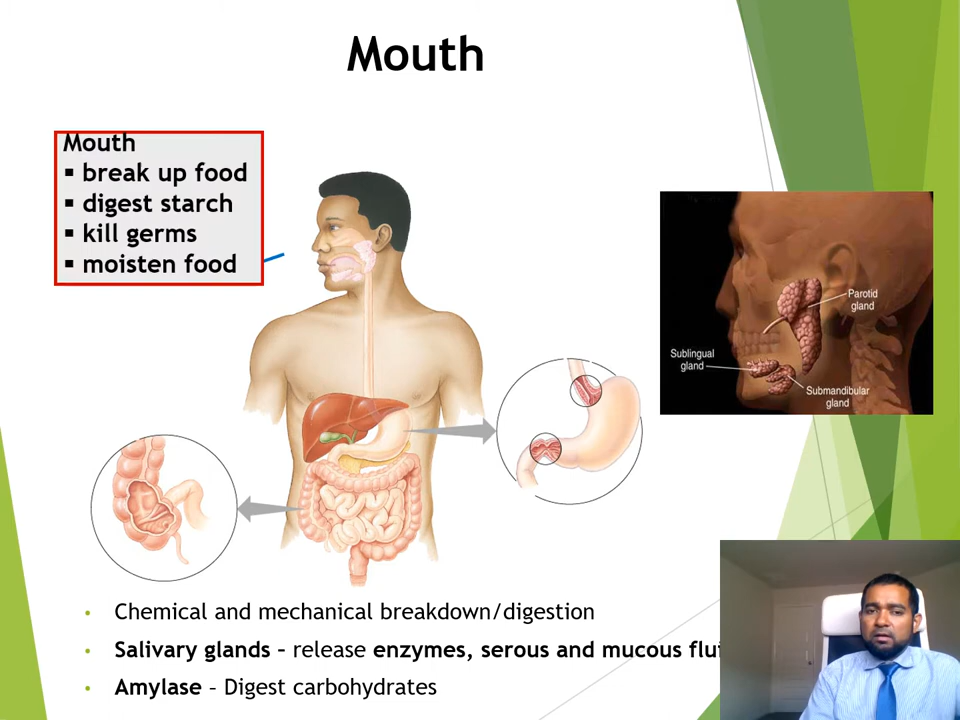 Mouth
Mouth
▪ break up food
▪ digest starch
▪ kill germs
▪ moisten food
Parotid
gland
Sublingual
gland
Submandibular
gland
• Chemical and mechanical breakdown/digestion
• Salivary glands – release enzymes, serous and mucous
• Amylase – Digest carbohydrates